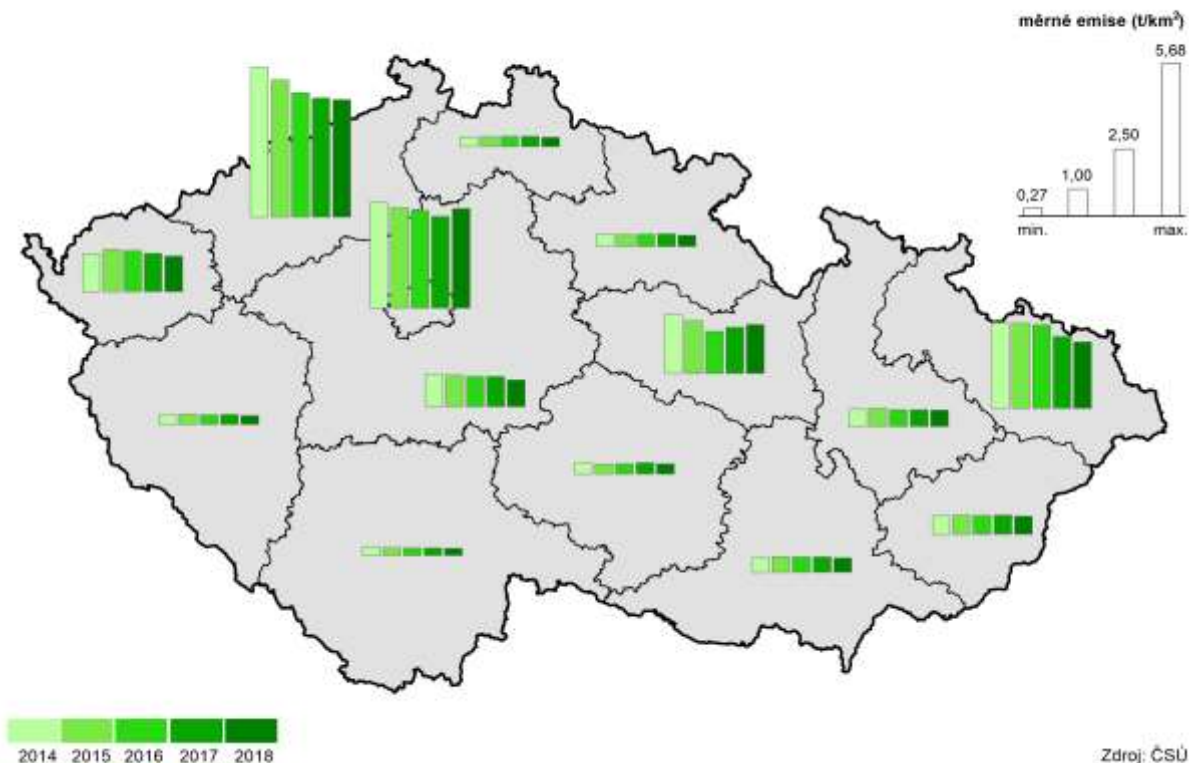 měrné emise (t/km²)
5,68
2,50
1,00
0,27
min.
max.
2014 2015 2016 2017 2018
Zdroj: ČSÚ